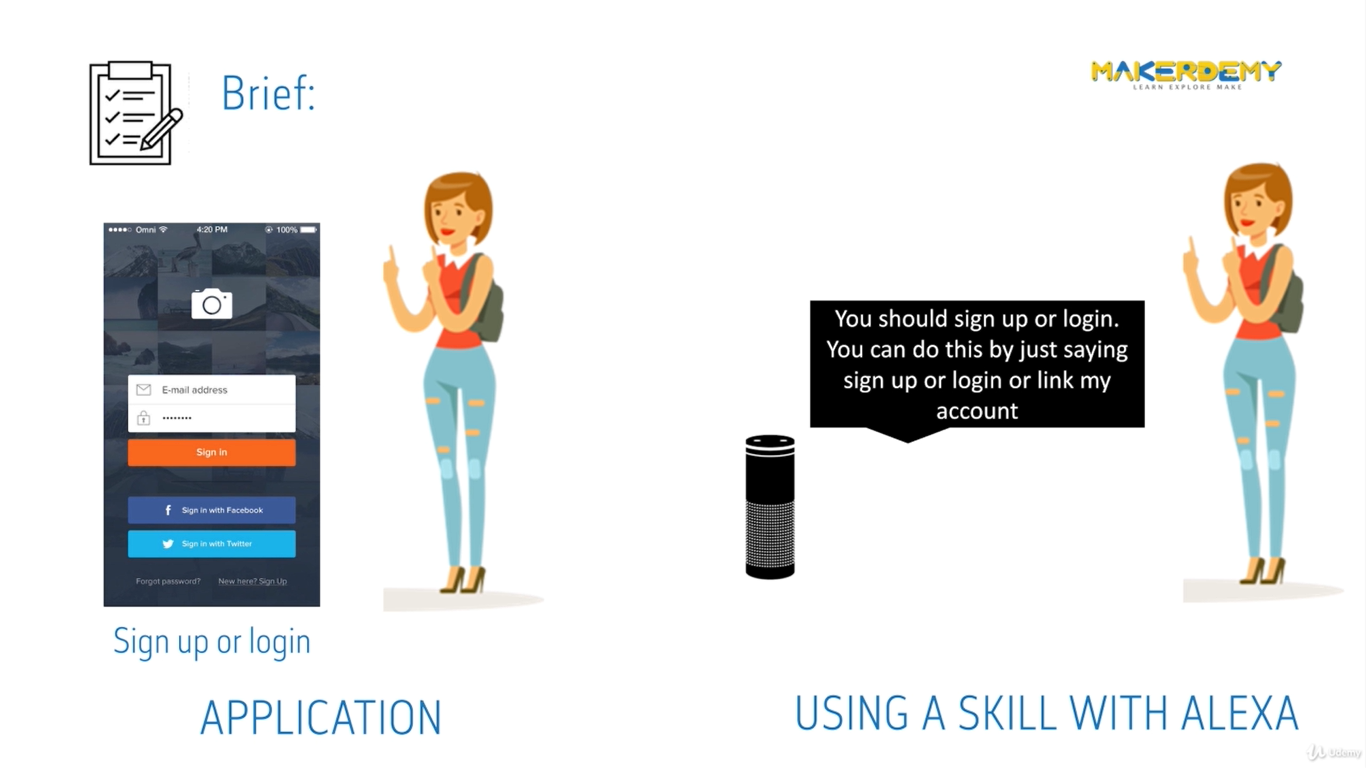 Brief:
MAKERDEMY
LEARN EXPLORE MAKE
Omni
4:20 PM
100%
E-mail address
••••••••
Sign in
f Sign in with Facebook
Sign in with Twitter
Forgot password?
New here? Sign Up
Sign up or login
APPLICATION
You should sign up or login.
You can do this by just saying
sign up or login or link my
account
USING A SKILL WITH ALEXA
Udemy